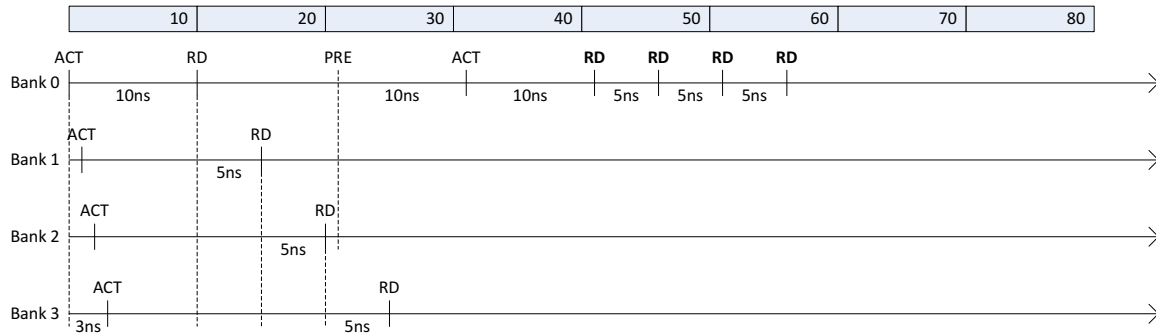 10 20 30 40 50 60 70 80
ACT RD PRE ACT RD RD RD RD
Bank 0
10ns 10ns 10ns 5ns 5ns 5ns
ACT RD
Bank 1
5ns
ACT RD
Bank 2
5ns
ACT RD
Bank 3
3ns 5ns